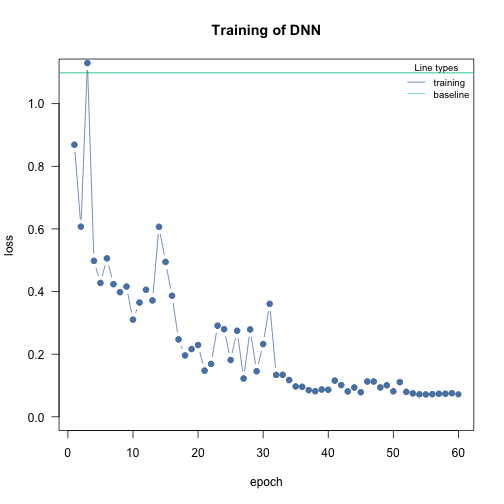 Training of DNN
Line types
training
baseline
loss
1.0
0.8
0.6
0.4
0.2
0.0
0 10 20 30 40 50 60
epoch